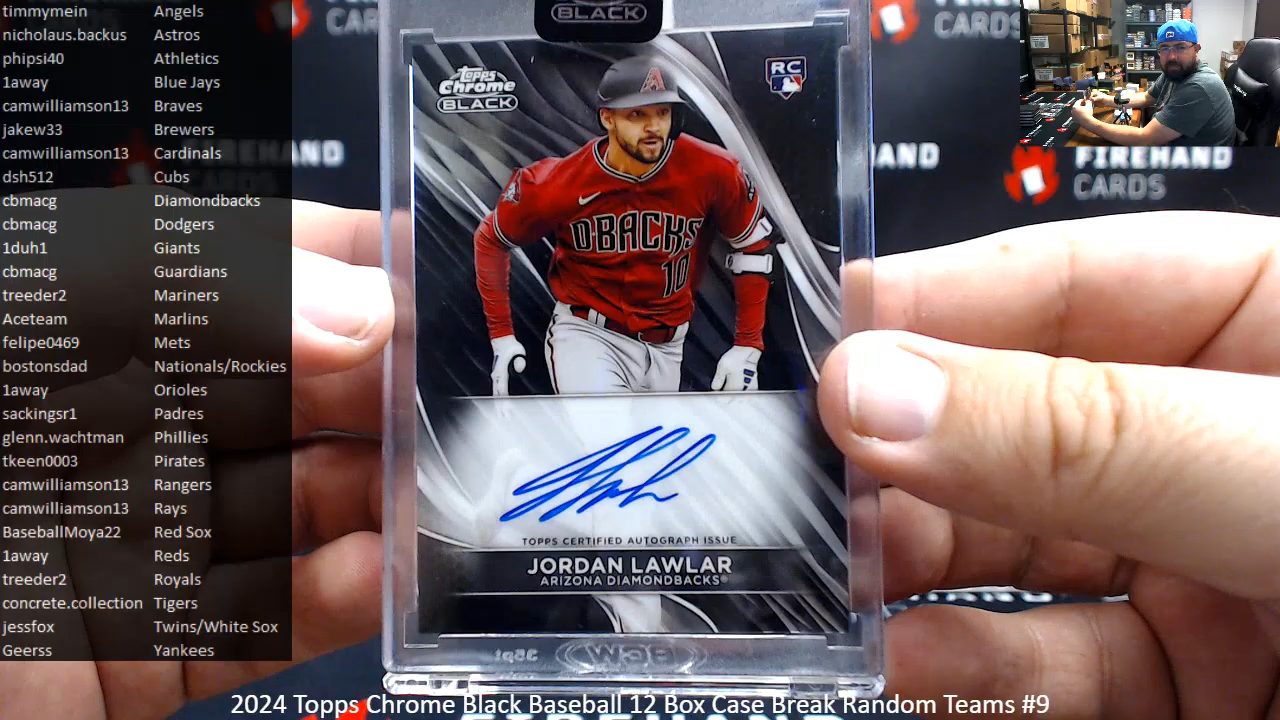 timmymein Angels
nicholaus.backus Astros
phipsi40 Athletics
1away Blue Jays
camwilliamson13 Braves
jakew33 Brewers
camwilliamson13 Cardinals
dsh512 Cubs
cbmacg Diamondbacks
cbmacg Dodgers
1duh1 Giants
cbmacg Guardians
treeder2 Mariners
Aceteam Marlins
felipe0469 Mets
bostonsdad Nationals/Rockies
1away Orioles
sackingsr1 Padres
glenn.wachtman Phillies
tkeen0003 Pirates
camwilliamson13 Rangers
camwilliamson13 Rays
BaseballMoya22 Red Sox
1away Reds
treeder2 Royals
concrete.collection Tigers
jessfox Twins/White Sox
Geerss Yankees
BLACK
Topps
Chrome
BLACK
RC
A
DBACKS
10
TOPPS CERTIFIED AUTOGRAPH ISSUE
JORDAN LAWLAR
ARIZONA DIAMONDBACKS®
CARDS
FIREHAND
CARDS
2024 Topps Chrome Black Baseball 12 Box Case Break Random Teams #9